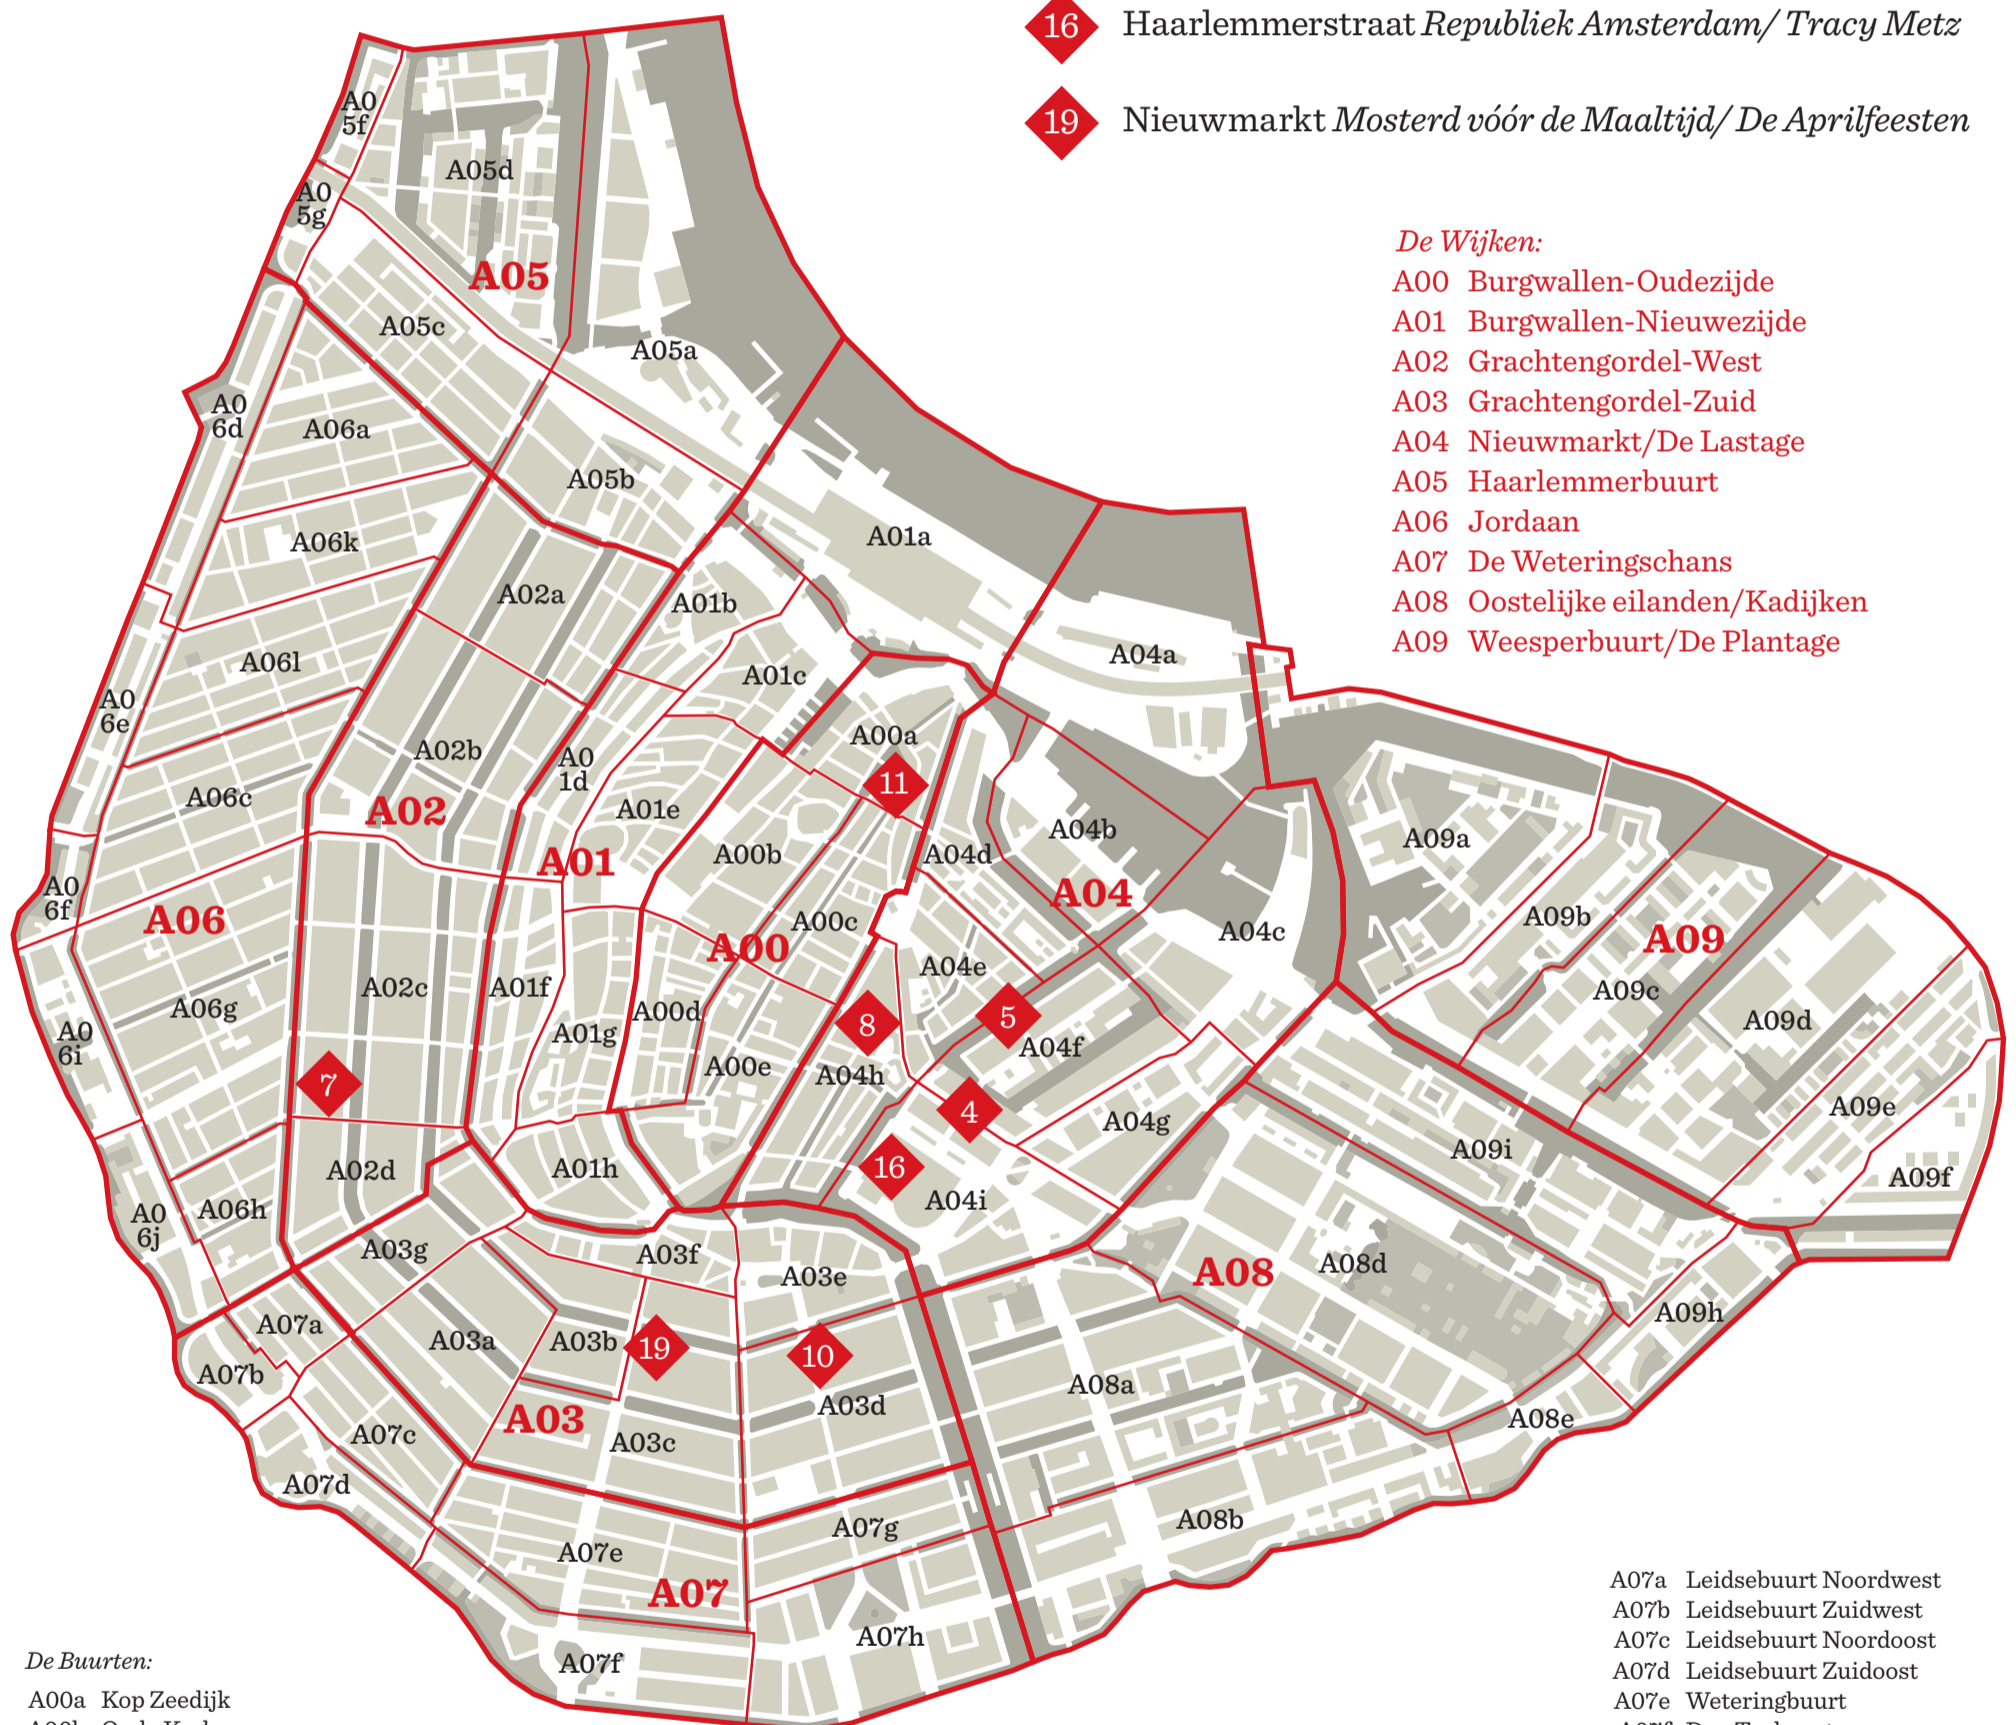 16 Haarlemmerstraat Republiek Amsterdam/ Tracy Metz
19 Nieuwmarkt Mosterd vóór de Maaltijd/ De Aprilfeesten
De Wijken:
A00 Burgwallen-Oudezijde
A01 Burgwallen-Nieuwezijde
A02 Grachtengordel-West
A03 Grachtengordel-Zuid
A04 Nieuwmarkt/De Lastage
A05 Haarlemmerbuurt
A06 Jordaan
A07 De Weteringschans
A08 Oostelijke eilanden/Kadijken
A09 Weesperbuurt/De Plantage
A0
5f
A05d
A0
5g
A05
A05c
A05a
A0
6d
A06a
A05b
A06k
A01a
A02a
A01b
A04a
A06l
A01c
A0
6e
A02b
A00a
A0
1d
11
A06c
A02
A01e
A04b
A09a
A00b
A04d
A01
A04
A0
6f
A06
A00c
A09b
A04c
A09
A00
A04e
A02c
A01f
A09c
A06g
A00d
A01g
8
5
A09d
A0
6i
A04f
A00e
A04h
7
4
A09e
A04g
A09i
16
A02d
A01h
A09f
A04i
A06h
A0
6j
A03g
A03f
A08d
A08
A03e
A09h
A07a
A03a
A03b
19
10
A07b
A08a
A03d
A03
A08e
A07c
A03c
A07d
A08b
A07g
A07e
A07
A07h
A07f
De Buurten:
A00a Kop Zeedijk
A07a Leidsebuurt Noordwest
A07b Leidsebuurt Zuidwest
A07c Leidsebuurt Noordoost
A07d Leidsebuurt Zuidoost
A07e Weteringbuurt